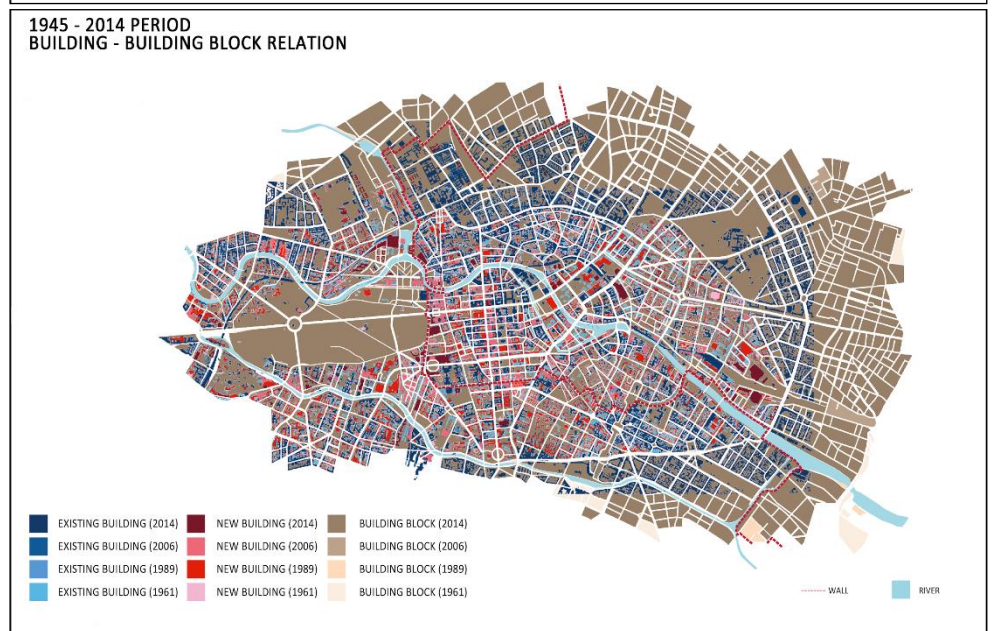 1945 - 2014 PERIOD
BUILDING - BUILDING BLOCK RELATION
EXISTING BUILDING (2014)
EXISTING BUILDING (2006)
EXISTING BUILDING (1989)
EXISTING BUILDING (1961)
NEW BUILDING (2014)
NEW BUILDING (2006)
NEW BUILDING (1989)
NEW BUILDING (1961)
BUILDING BLOCK (2014)
BUILDING BLOCK (2006)
BUILDING BLOCK (1989)
BUILDING BLOCK (1961)
WALL
RIVER